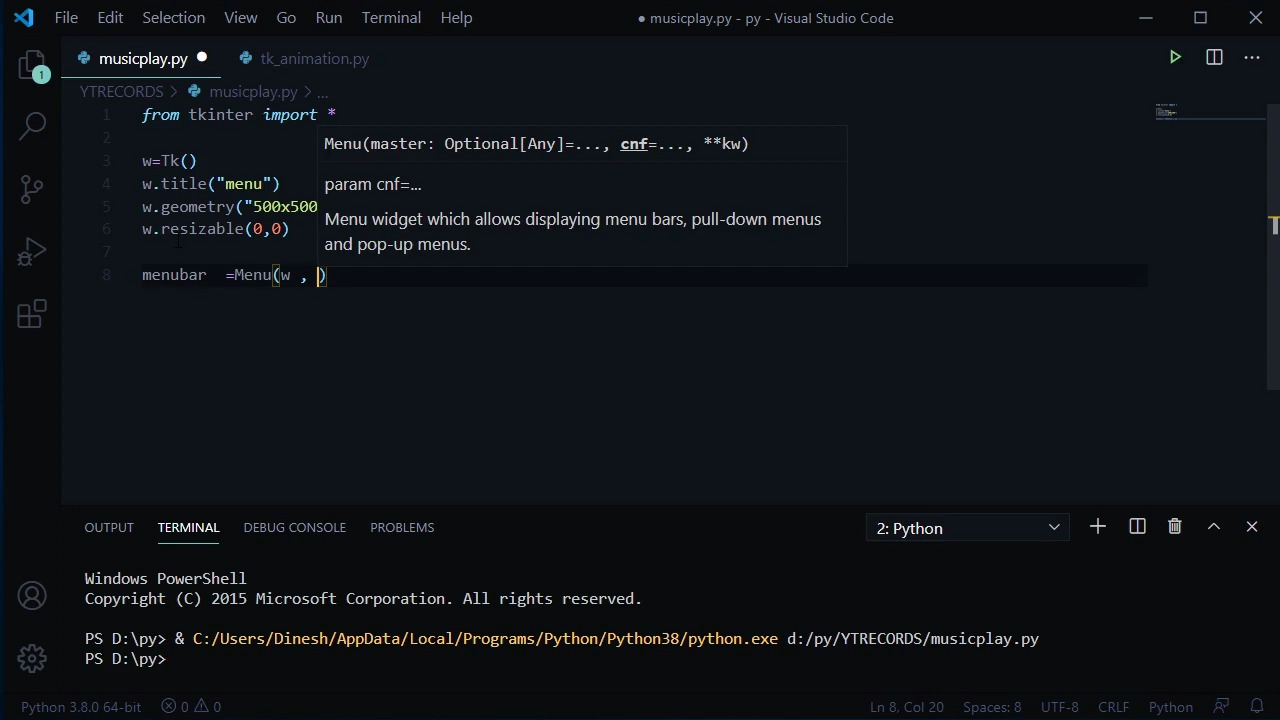 File Edit Selection View Go Run Terminal Help ● musicplay.py - py - Visual Studio Code
musicplay.py ● tk_animation.py
1
YTRECORDS > musicplay.py > ...
1 from tkinter import *
2
3 w=Tk()
4 w.title("menu")
5 w.geometry("500x500
6 w.resizable(0,0)
7
8 menubar  =Menu(w , )
Menu(master: Optional[Any]=..., cnf=..., **kw)
param cnf=...
Menu widget which allows displaying menu bars, pull-down menus
and pop-up menus.
OUTPUT TERMINAL DEBUG CONSOLE PROBLEMS 2: Python
Windows PowerShell
Copyright (C) 2015 Microsoft Corporation. All rights reserved.
PS D:\py> & C:/Users/Dinesh/AppData/Local/Programs/Python/Python38/python.exe d:/py/YTRECORDS/musicplay.py
PS D:\py>
Python 3.8.0 64-bit 0 0 Ln 8, Col 20 Spaces: 8 UTF-8 CRLF Python